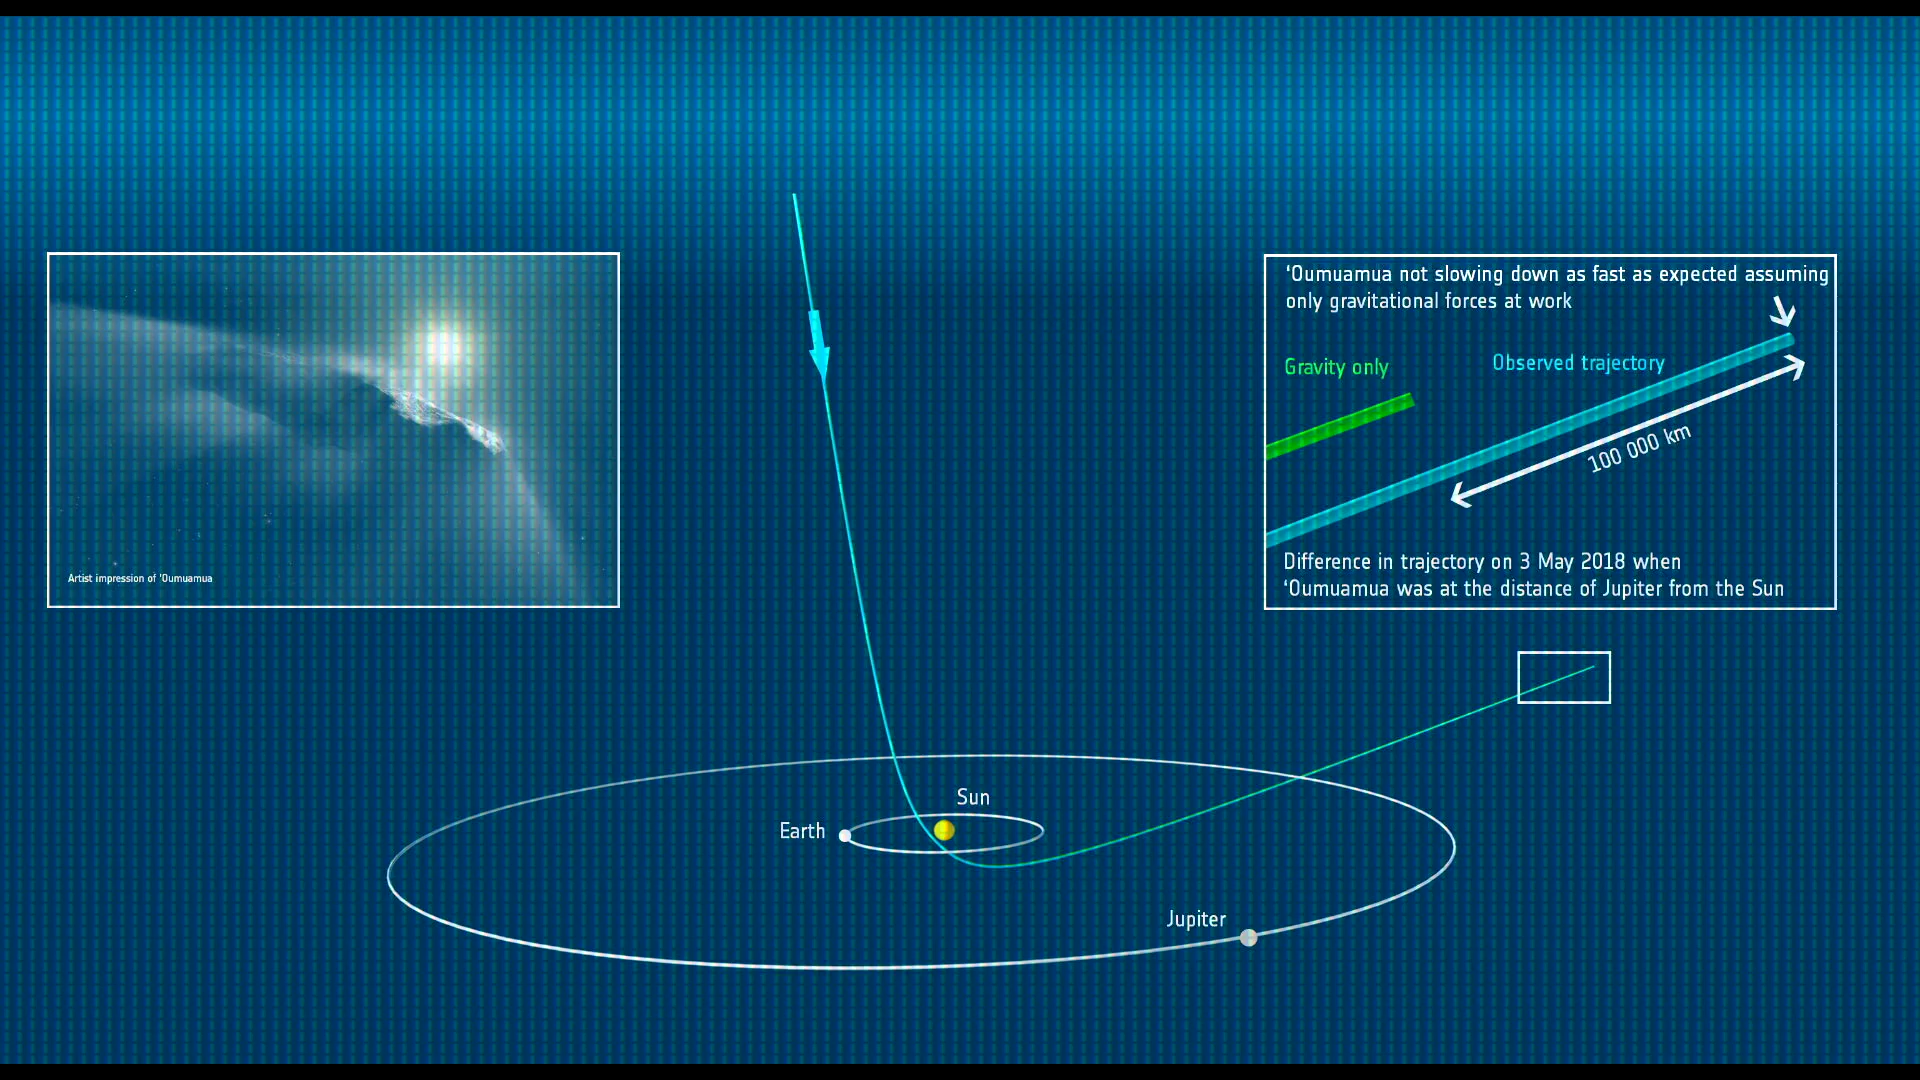 ‘Oumuamua not slowing down as fast as expected assuming
only gravitational forces at work
Gravity only
Observed trajectory
100 000 km
Difference in trajectory on 3 May 2018 when
‘Oumuamua was at the distance of Jupiter from the Sun
Artist impression of ‘Oumuamua
Sun
Earth
Jupiter